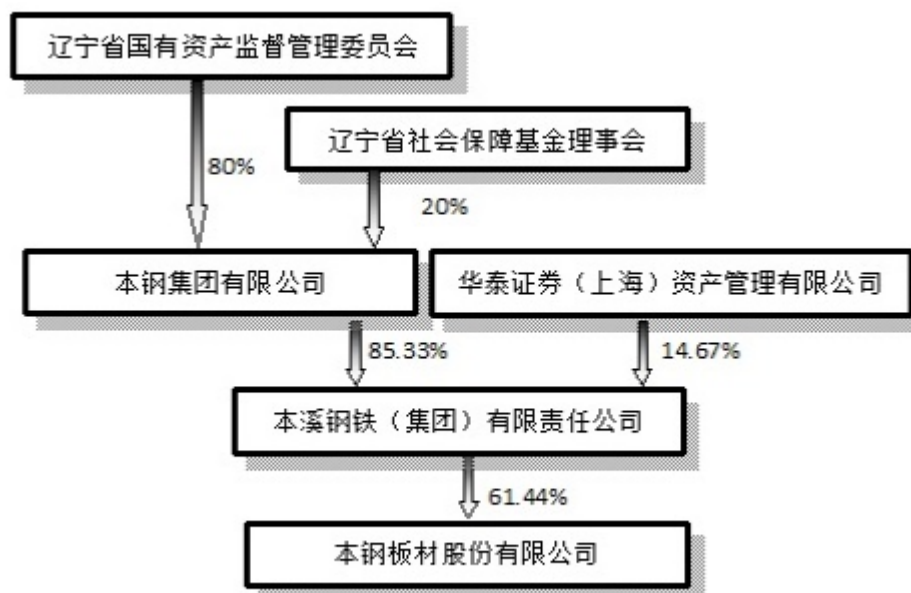 辽宁省国有资产监督管理委员会
辽宁省社会保障基金理事会
80%
20%
本钢集团有限公司
华泰证券（上海）资产管理有限公司
85.33%
14.67%
本溪钢铁（集团）有限责任公司
61.44%
本钢板材股份有限公司